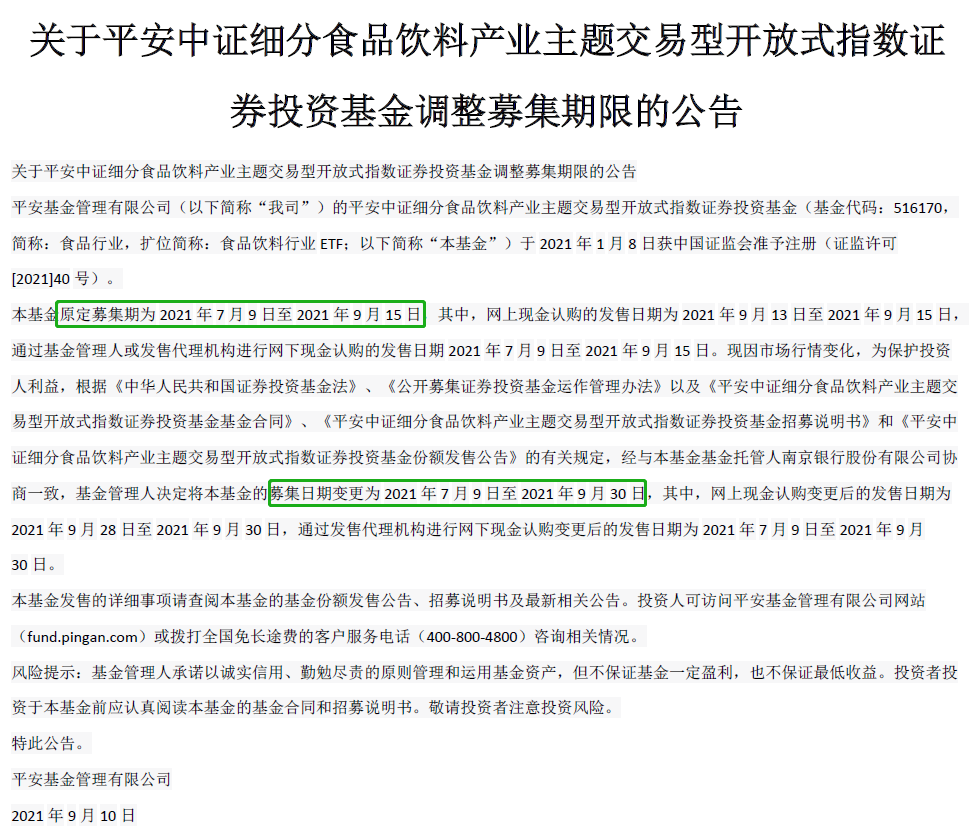 关于平安中证细分食品饮料产业主题交易型开放式指数证
券投资基金调整募集期限的公告
关于平安中证细分食品饮料产业主题交易型开放式指数证券投资基金调整募集期限的公告
平安基金管理有限公司（以下简称“我司”）的平安中证细分食品饮料产业主题交易型开放式指数证券投资基金（基金代码：516170，
简称：食品行业，扩位简称：食品饮料行业 ETF；以下简称“本基金”）于 2021 年 1 月 8 日获中国证监会准予注册（证监许可
[2021]40 号）。
本基金原定募集期为 2021 年 7 月 9 日至 2021 年 9 月 15 日 其中，网上现金认购的发售日期为 2021 年 9 月 13 日至 2021 年 9 月 15 日，
通过基金管理人或发售代理机构进行网下现金认购的发售日期 2021 年 7 月 9 日至 2021 年 9 月 15 日。现因市场行情变化，为保护投资
人利益，根据《中华人民共和国证券投资基金法》、《公开募集证券投资基金运作管理办法》以及《平安中证细分食品饮料产业主题交
易型开放式指数证券投资基金基金合同》、《平安中证细分食品饮料产业主题交易型开放式指数证券投资基金招募说明书》和《平安中
证细分食品饮料产业主题交易型开放式指数证券投资基金份额发售公告》的有关规定，经与本基金基金托管人南京银行股份有限公司协
商一致，基金管理人决定将本基金的募集日期变更为 2021 年 7 月 9 日至 2021 年 9 月 30 日，其中，网上现金认购变更后的发售日期为
2021 年 9 月 28 日至 2021 年 9 月 30 日，通过发售代理机构进行网下现金认购变更后的发售日期为 2021 年 7 月 9 日至 2021 年 9 月
30 日。
本基金发售的详细事项请查阅本基金的基金份额发售公告、招募说明书及最新相关公告。投资人可访问平安基金管理有限公司网站
（fund.pingan.com）或拨打全国免长途费的客户服务电话（400-800-4800）咨询相关情况。
风险提示：基金管理人承诺以诚实信用、勤勉尽责的原则管理和运用基金资产，但不保证基金一定盈利，也不保证最低收益。投资者投
资于本基金前应认真阅读本基金的基金合同和招募说明书。敬请投资者注意投资风险。
特此公告。
平安基金管理有限公司
2021 年 9 月 10 日